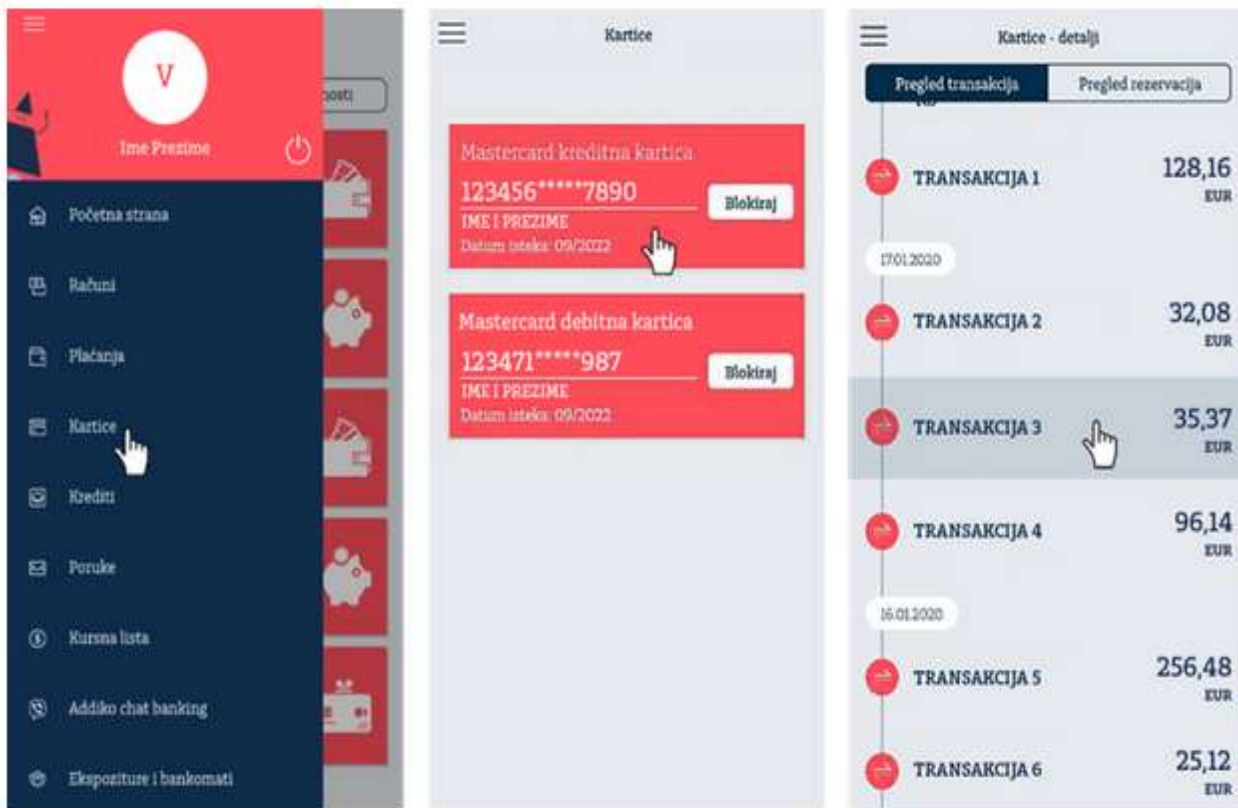 V
Ime Prezime
nosti
Početna strana
Računi
Plaćanja
Kartice
Krediti
Poruke
Kursna lista
Addiko chat banking
Ekspoziture i bankomati
Kartice
Mastercard kreditna kartica
123456*****7890
Blokiraj
IME I PREZIME
Datum isteka: 09/2022
Mastercard debitna kartica
123471*****987
Blokiraj
IME I PREZIME
Datum isteka: 09/2022
Kartice - detalji
Pregled transakcija Pregled rezervacija
TRANSAKCIJA 1 128,16
EUR
17.01.2020
TRANSAKCIJA 2 32,08
EUR
TRANSAKCIJA 3 35,37
EUR
TRANSAKCIJA 4 96,14
EUR
16.01.2020
TRANSAKCIJA 5 256,48
EUR
TRANSAKCIJA 6 25,12
EUR